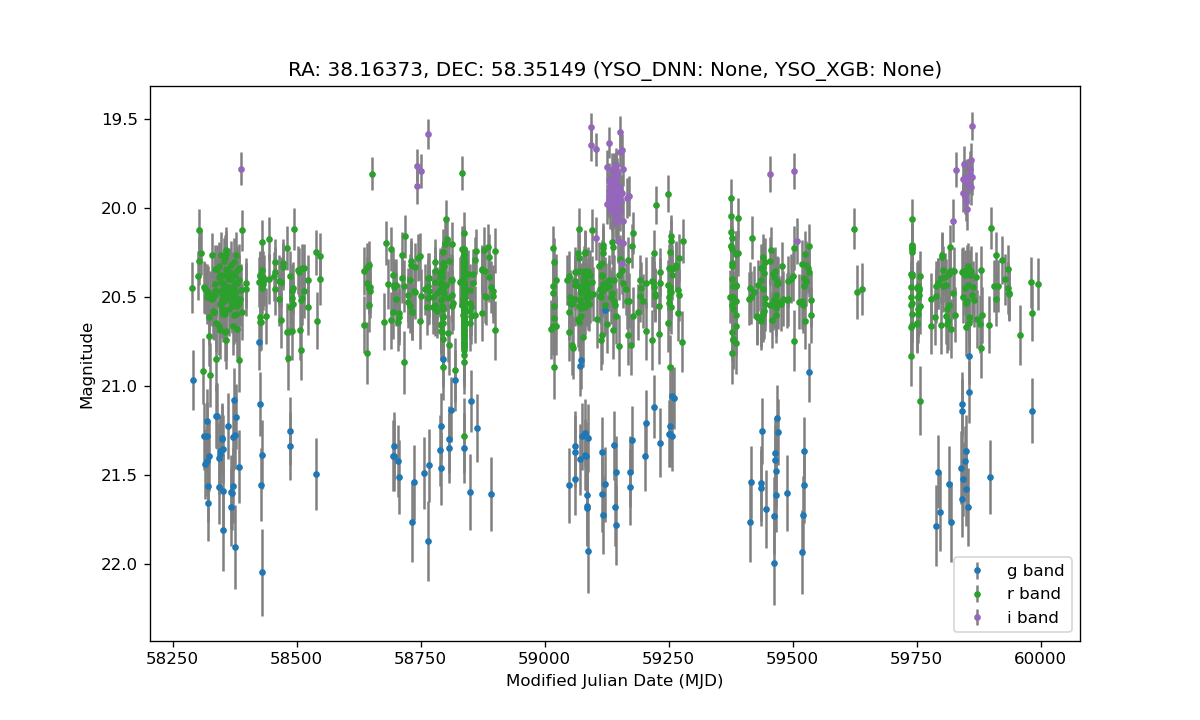 RA: 38.16373, DEC: 58.35149 (YSO_DNN: None, YSO_XGB: None)
19.5
20.0
20.5
21.0
21.5
22.0
Magnitude
g band
r band
i band
58250 58500 58750 59000 59250 59500 59750 60000
Modified Julian Date (MJD)